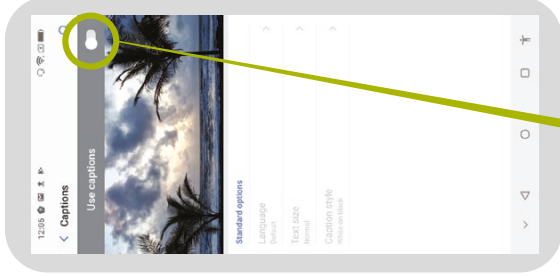 12:05
Captions
Use captions
Standard options
Language
Default
Text size
Normal
Caption style
White on black